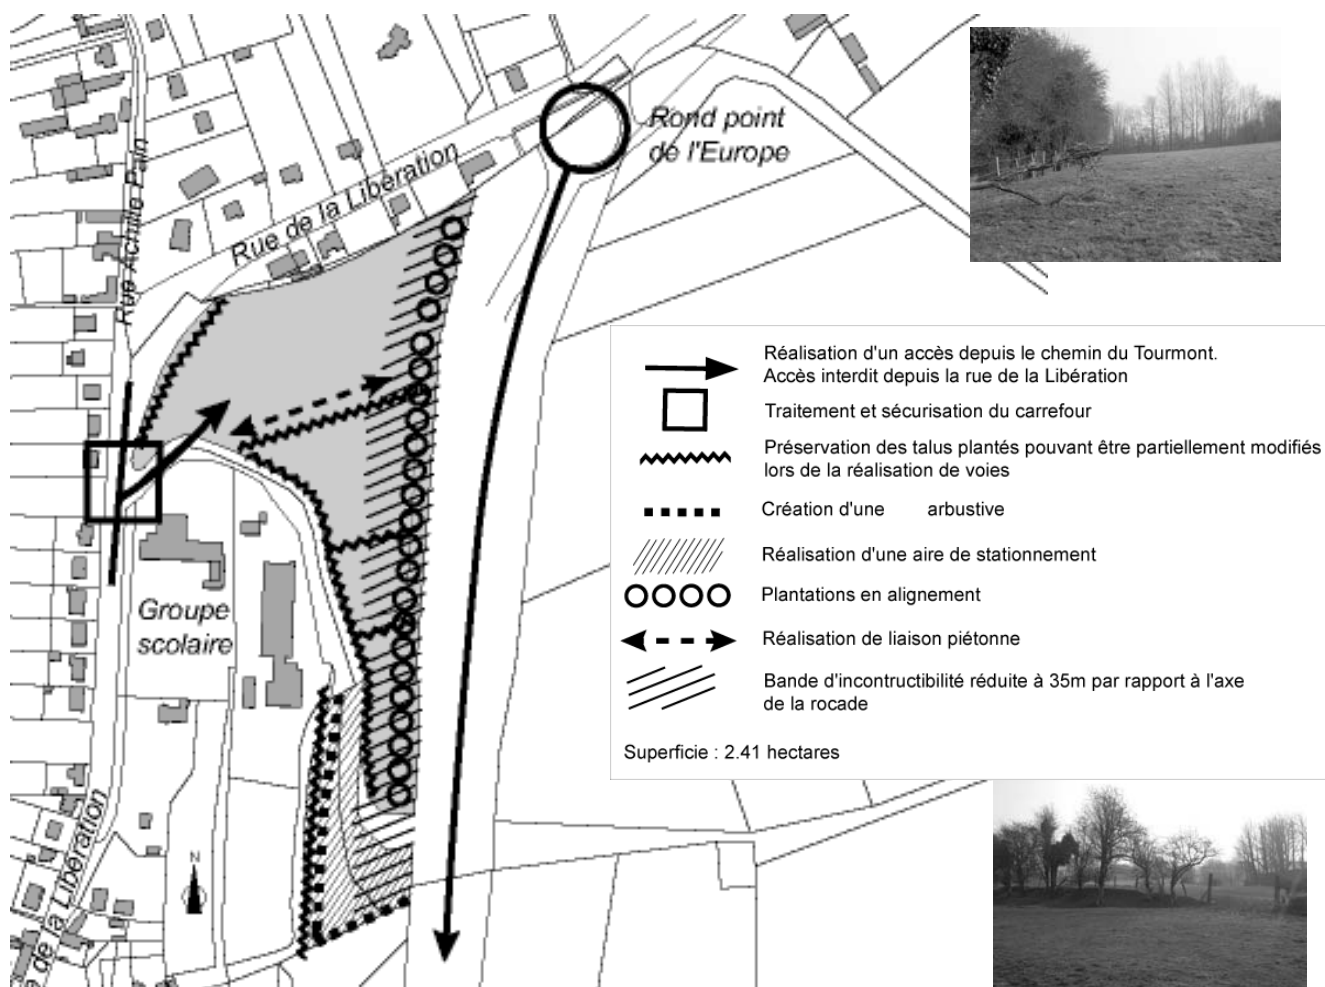 Rond point
de l'Europe
Rue de la Libération
Rue Achille
Réalisation d'un accès depuis le chemin du Tourmont.
Accès interdit depuis la rue de la Libération
Traitement et sécurisation du carrefour
Préservation des talus plantés pouvant être partiellement modifiés
lors de la réalisation de voies
Création d'une arbustive
Réalisation d'une aire de stationnement
Plantations en alignement
Réalisation de liaison piétonne
Bande d'incontructibilité réduite à 35m par rapport à l'axe
de la rocade
Superficie : 2.41 hectares
Groupe
scolaire
N
e de la Libération